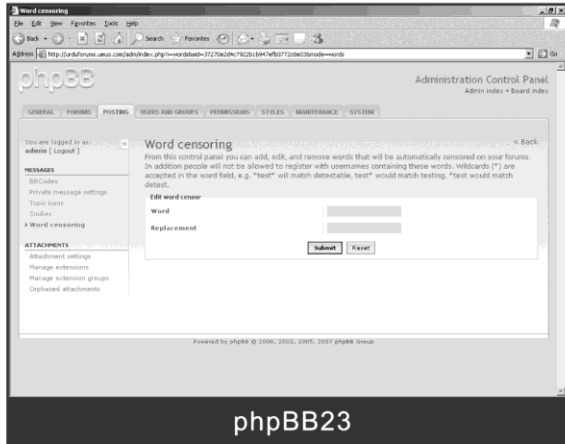 Word censoring
File Edit View Favorites Tools Help
Back Search Favorites
Address Go
phpBB
Administration Control Panel
Admin index • Board index
GENERAL FORUMS POSTING USERS AND GROUPS PERMISSIONS STYLES MAINTENANCE SYSTEM
You are logged in as:
admin [ Logout ]
MESSAGES
BBCodes
Private message settings
Topic icons
Smilies
Word censoring
ATTACHMENTS
Attachment settings
Manage extensions
Manage extension groups
Orphaned attachments
< Back
Word censoring
From this control panel you can add, edit, and remove words that will be automatically censored on your forums.
In addition people will not be allowed to register with usernames containing these words. Wildcards (*) are
accepted in the word field, e.g. *test* will match detestable, test* would match testing, *test would match
detest.
Edit word censor
Word
Replacement
Submit Reset
Powered by phpBB © 2000, 2002, 2005, 2007 phpBB Group
phpBB23